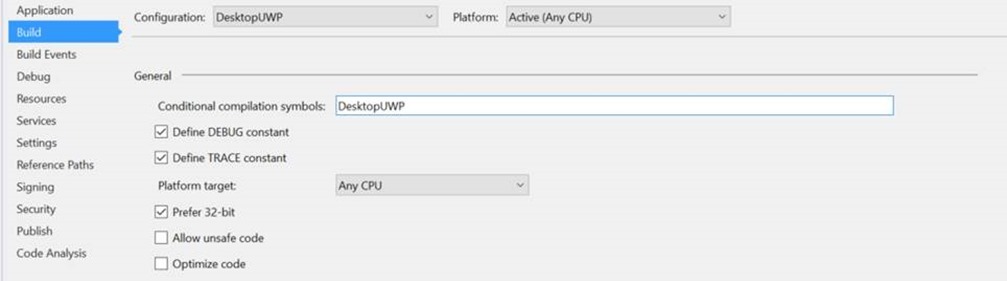 Application
Configuration: DesktopUWP Platform: Active (Any CPU)
Build
Build Events
Debug
General
Resources
Conditional compilation symbols: DesktopUWP
Services
Define DEBUG constant
Settings
Define TRACE constant
Reference Paths
Signing
Platform target: Any CPU
Security
Prefer 32-bit
Publish
Allow unsafe code
Code Analysis
Optimize code